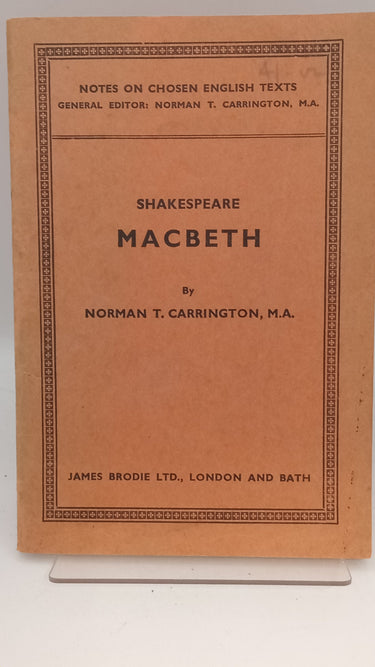 NOTES ON CHOSEN ENGLISH TEXTS
GENERAL EDITOR: NORMAN T. CARRINGTON, M.A.
SHAKESPEARE
MACBETH
By
NORMAN T. CARRINGTON, M.A.
JAMES BRODIE LTD., LONDON AND BATH